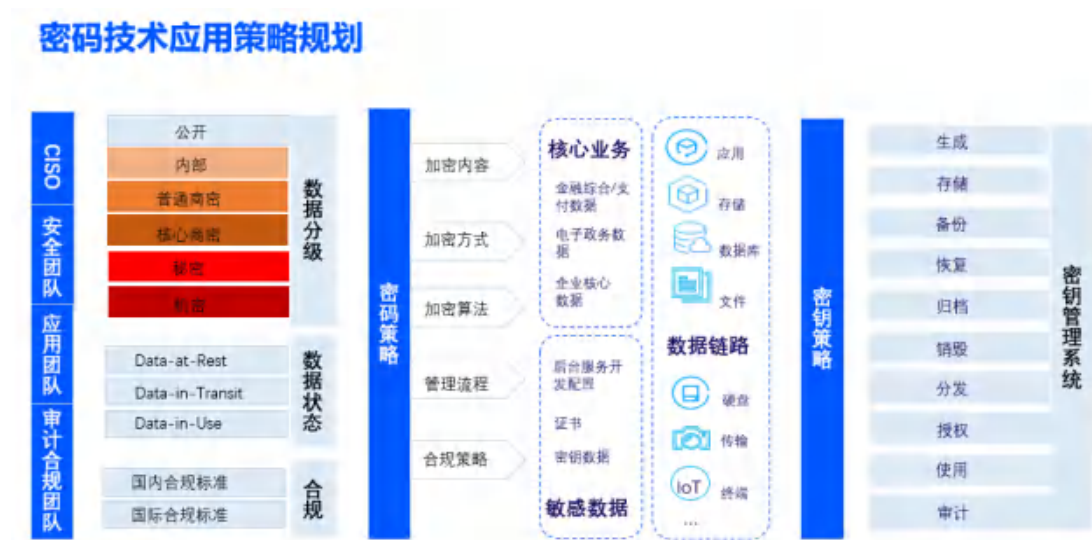 密码技术应用策略规划
CISO
安全团队
应用团队
审计合规团队
公开
内部
普通商密
核心商密
秘密
机密
数据分级
Data-at-Rest
Data-in-Transit
Data-in-Use
数据状态
国内合规标准
国际合规标准
合规
密码策略
加密内容
加密方式
加密算法
管理流程
合规策略
核心业务
金融综合/支
付数据
电子政务数
据
企业核心
数据
后台服务开
发配置
证书
密钥数据
敏感数据
应用
存储
数据库
文件
数据链路
硬盘
传输
IoT
终端
...
密钥策略
生成
存储
备份
恢复
归档
销毁
分发
授权
使用
审计
密钥管理系统